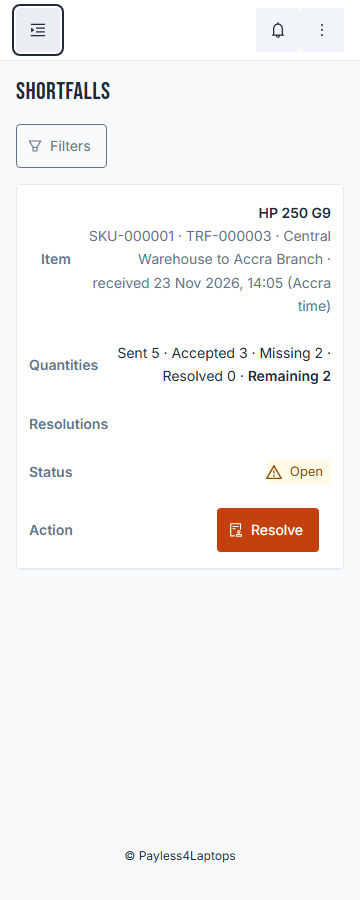 SHORTFALLS
Filters
HP 250 G9
Item
SKU-000001 · TRF-000003 · Central
Warehouse to Accra Branch ·
received 23 Nov 2026, 14:05 (Accra
time)
Quantities
Sent 5 · Accepted 3 · Missing 2 ·
Resolved 0 · Remaining 2
Resolutions
Status
Open
Action
Resolve
© Payless4Laptops